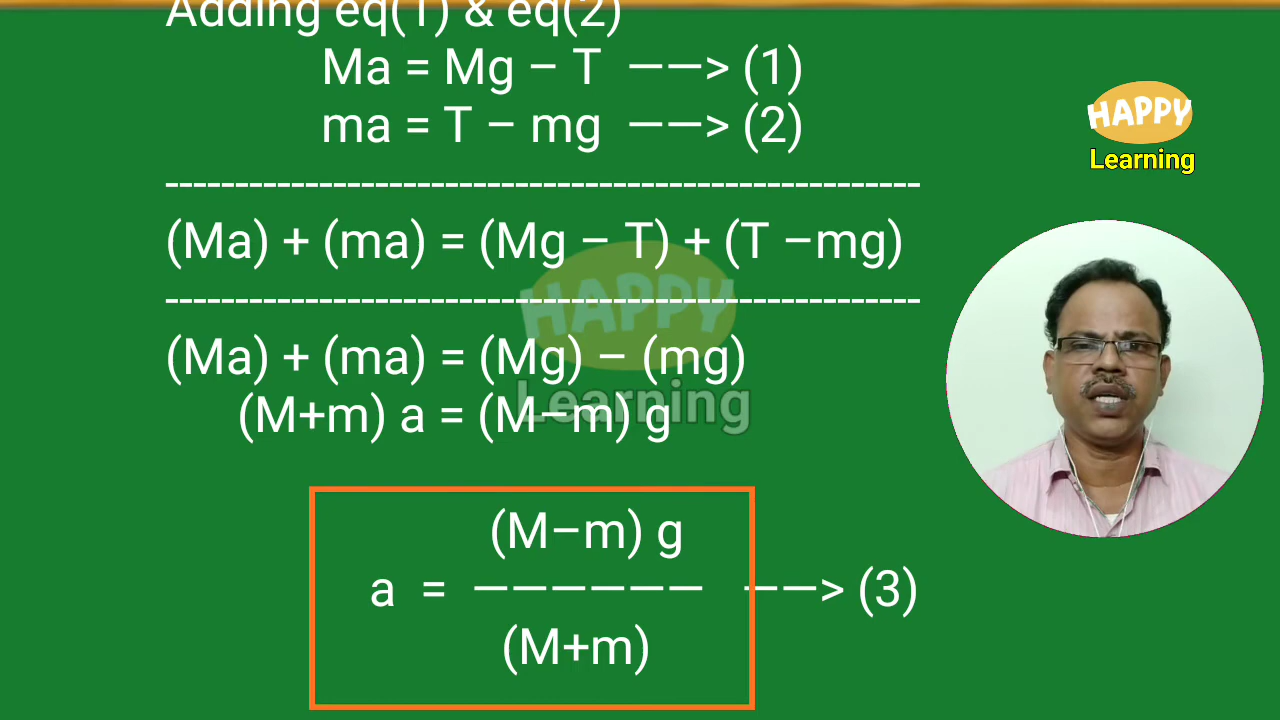 Adding eq(1) & eq(2)
Ma = Mg – T ——> (1)
ma = T – mg ——> (2)
------------------------------------------------------
(Ma) + (ma) = (Mg – T) + (T –mg)
------------------------------------------------------
(Ma) + (ma) = (Mg) – (mg)
(M+m) a = (M–m) g
(M–m) g
a = —————— ——> (3)
(M+m)
HAPPY
Learning
HAPPY
Learning